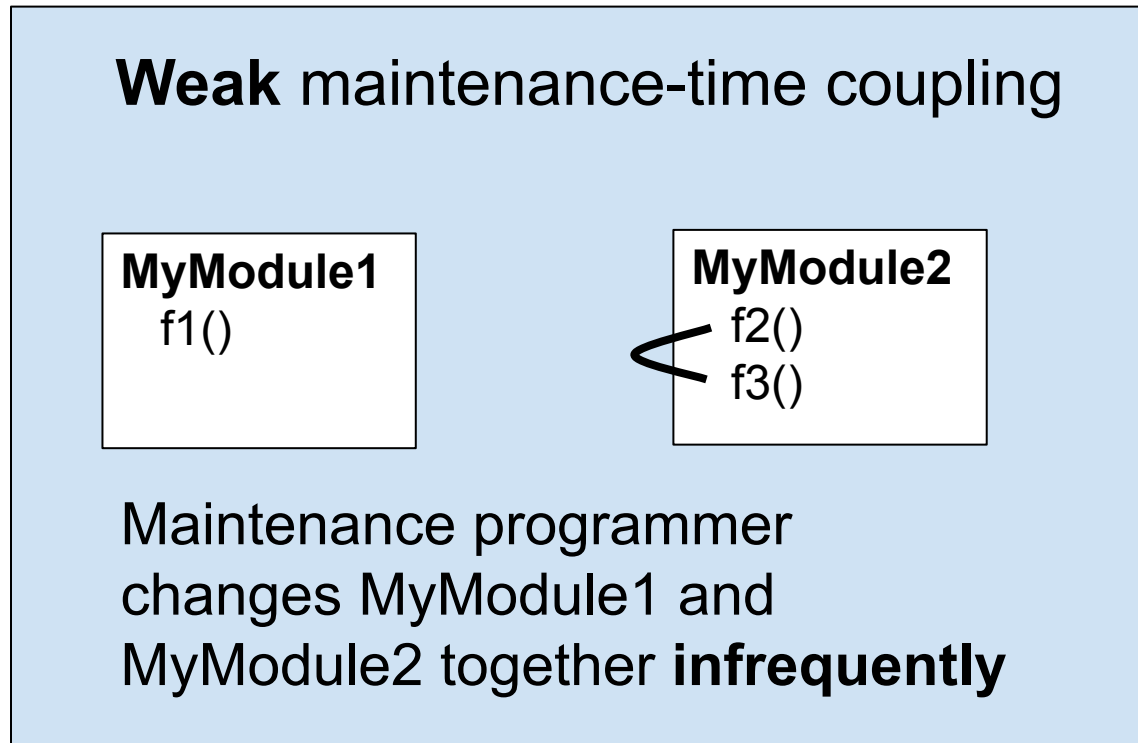 Weak maintenance-time coupling
MyModule1
f1()
MyModule2
f2()
f3()
Maintenance programmer
changes MyModule1 and
MyModule2 together infrequently